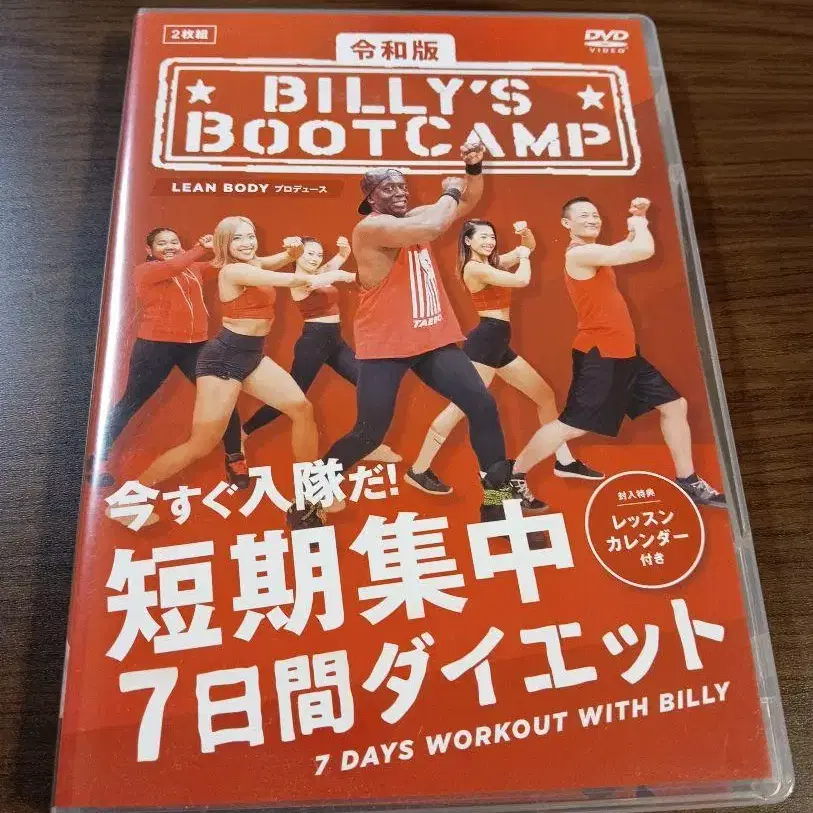 2枚組
令和版
DVD
VIDEO
BILLY'S
BOOTCAMP
LEAN BODY プロデュース
今すぐ入隊だ!
短期集中
7日間ダイエット
7 DAYS WORKOUT WITH BILLY
封入特典
レッスン
カレンダー
付き